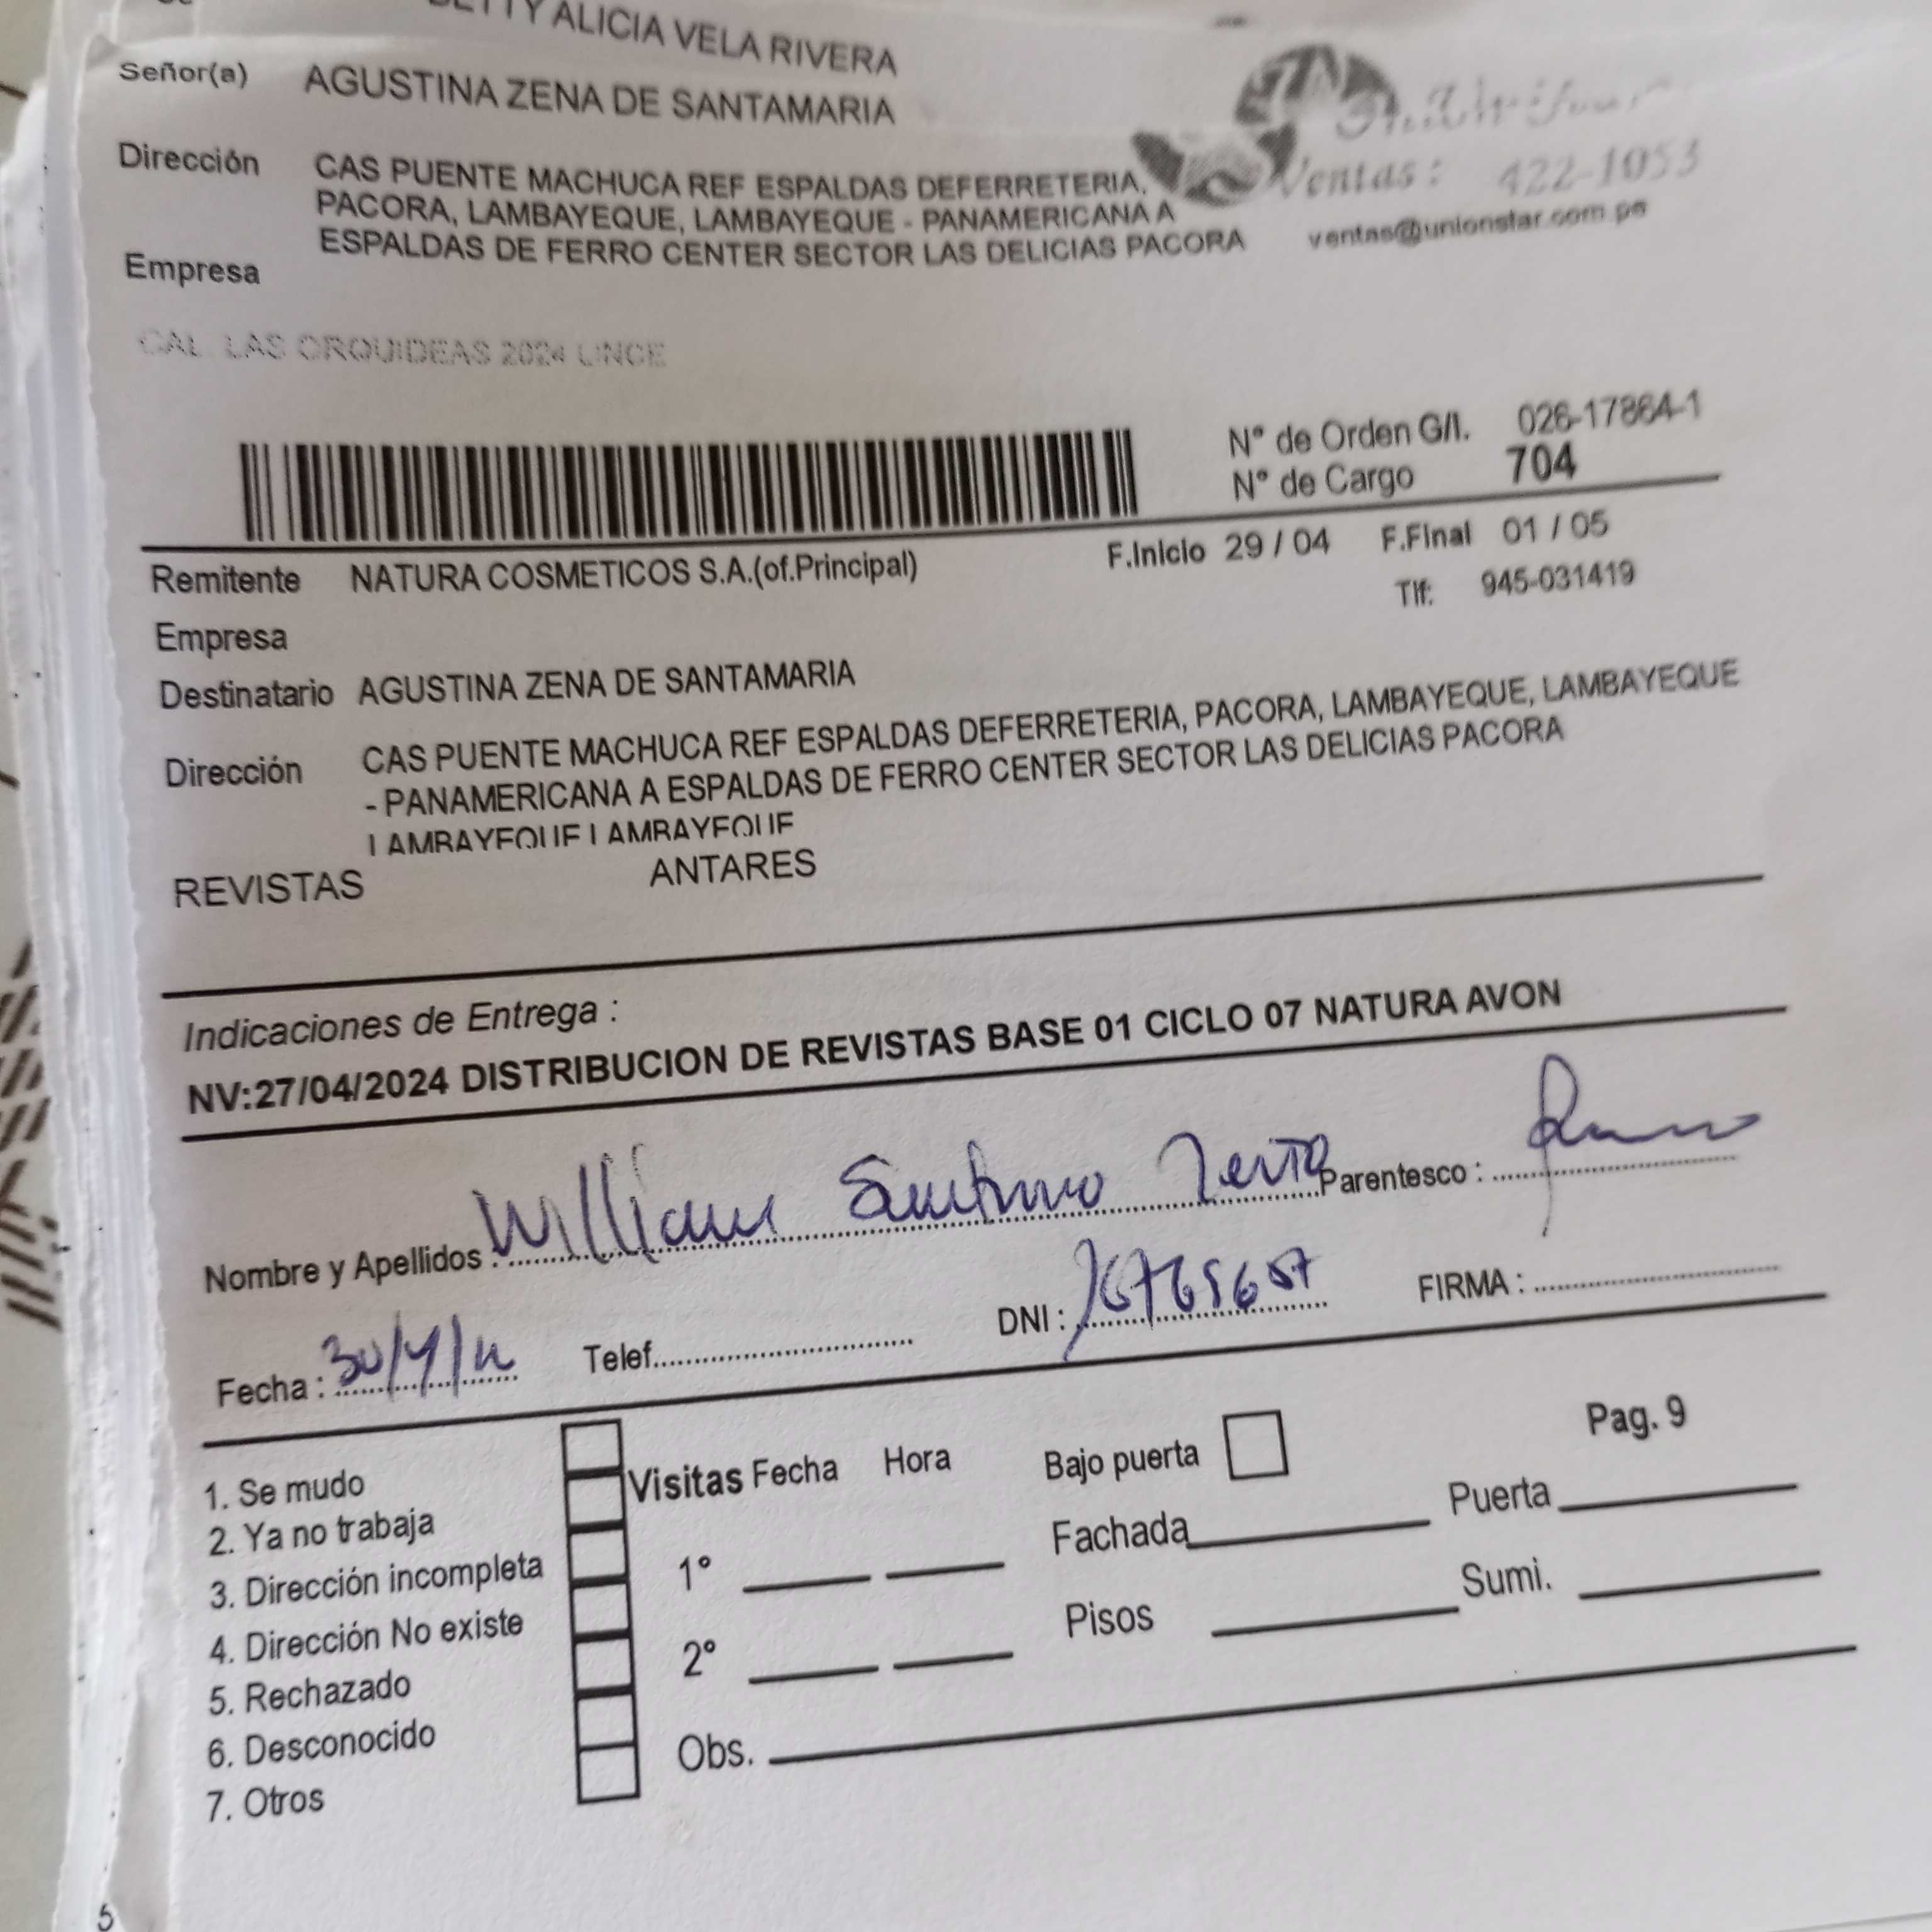 BETTY ALICIA VELA RIVERA
Señor(a) AGUSTINA ZENA DE SANTAMARIA
Dirección CAS PUENTE MACHUCA REF ESPALDAS DEFERRETERIA,
PACORA, LAMBAYEQUE, LAMBAYEQUE - PANAMERICANA A
ESPALDAS DE FERRO CENTER SECTOR LAS DELICIAS PACORA
Ventas: 422-1053
ventas@unionstar.com.pe
Empresa
CAL. LAS ORQUIDEAS 2024 LINCE
N° de Orden G/I. 026-17864-1
N° de Cargo 704
F.Inicio 29 / 04 F.Final 01 / 05
Remitente NATURA COSMETICOS S.A.(of.Principal)
Tlf: 945-031419
Empresa
Destinatario AGUSTINA ZENA DE SANTAMARIA
Dirección CAS PUENTE MACHUCA REF ESPALDAS DEFERRETERIA, PACORA, LAMBAYEQUE, LAMBAYEQUE
- PANAMERICANA A ESPALDAS DE FERRO CENTER SECTOR LAS DELICIAS PACORA
LAMBAYEQUE LAMBAYEQUE
REVISTAS ANTARES
Indicaciones de Entrega :
NV:27/04/2024 DISTRIBUCION DE REVISTAS BASE 01 CICLO 07 NATURA AVON
Nombre y Apellidos : William Parentesco :
Fecha : Telef. DNI : FIRMA :
1. Se mudo
2. Ya no trabaja
3. Dirección incompleta
4. Dirección No existe
5. Rechazado
6. Desconocido
7. Otros
Visitas Fecha Hora
1°
2°
Obs.
Bajo puerta
Pag. 9
Fachada Puerta
Pisos Sumi.